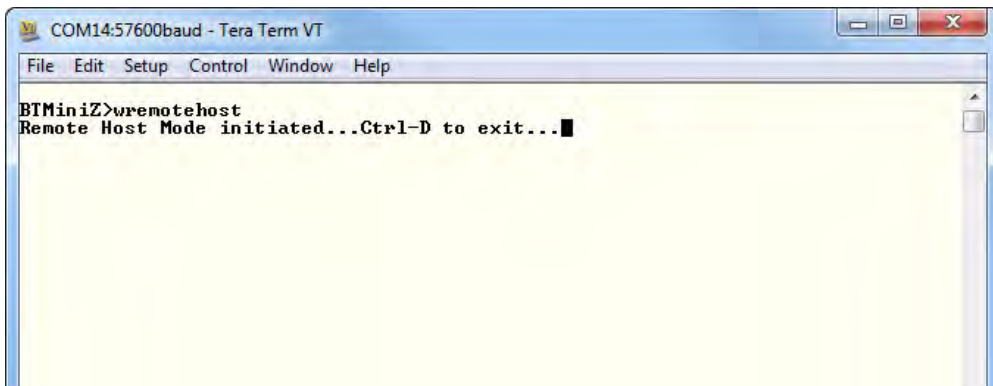 COM14:57600baud - Tera Term VT
File Edit Setup Control Window Help
BTMiniZ>wremotehost
Remote Host Mode initiated...Ctrl-D to exit...